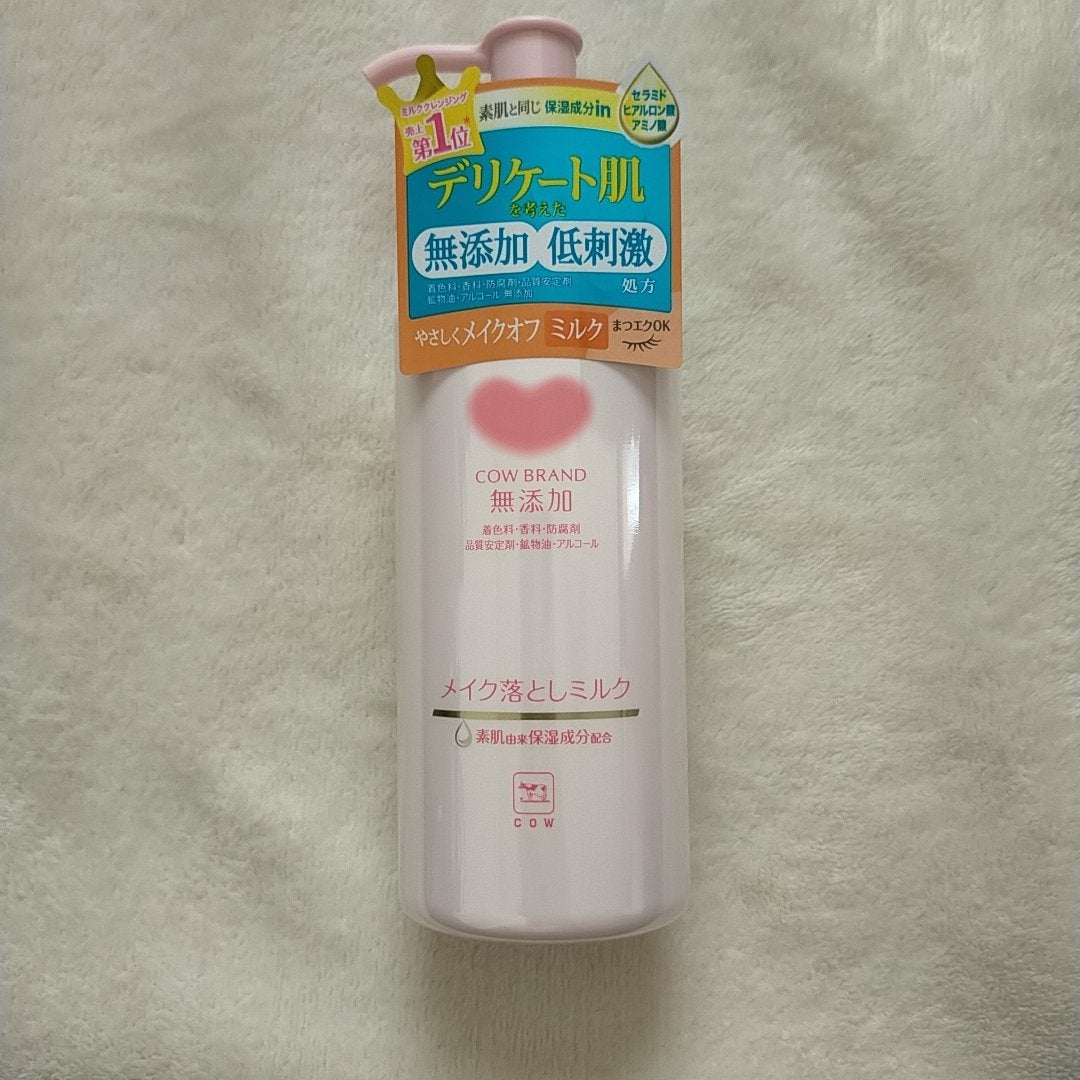 ミルククレンジング
売上
第1位*
素肌と同じ 保湿成分in
セラミド
ヒアルロン酸
アミノ酸
デリケート肌
を考えた
無添加 低刺激
処方
着色料・香料・防腐剤・品質安定剤
鉱物油・アルコール 無添加
やさしくメイクオフ ミルク まつエクOK
COW BRAND
無添加
着色料・香料・防腐剤
品質安定剤・鉱物油・アルコール
メイク落としミルク
素肌由来保湿成分配合
COW